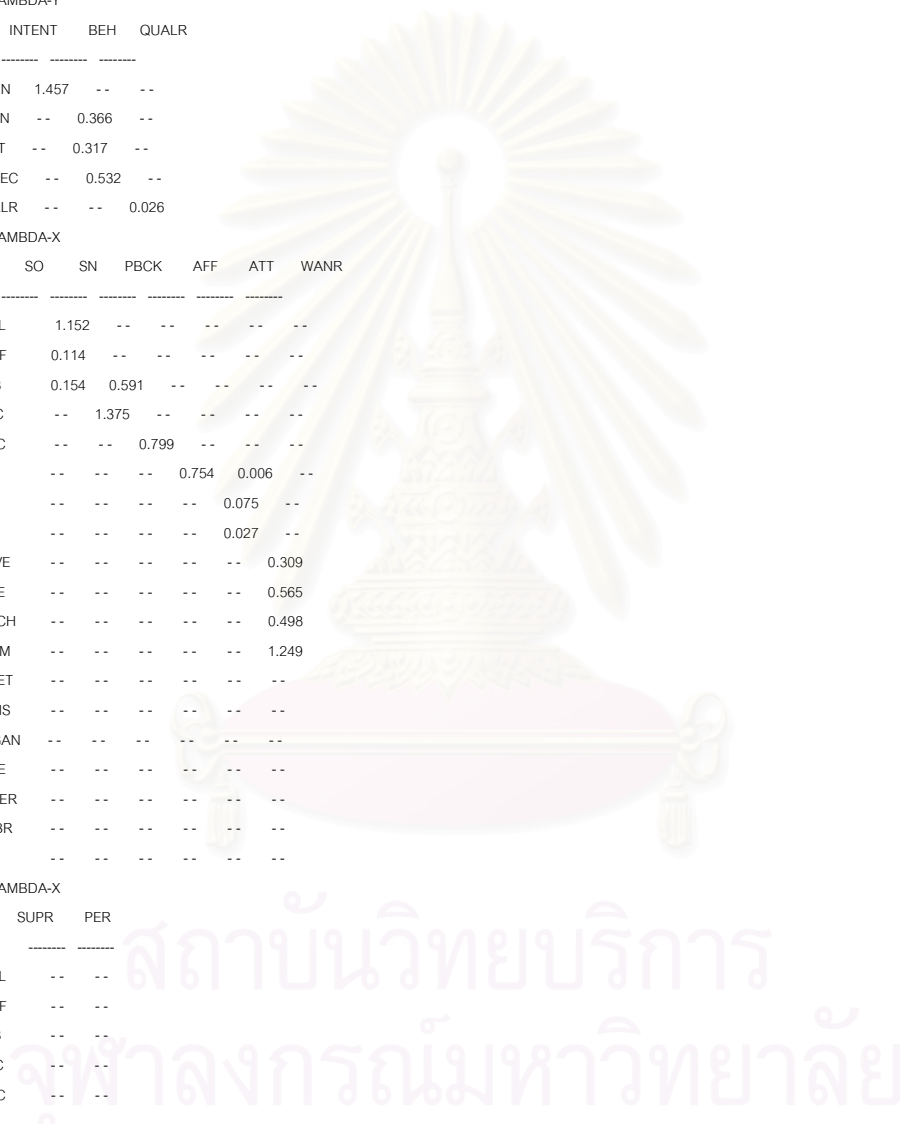 AMBDA-Y
INTENT BEH QUALR
-------- -------- --------
N 1.457 - - - -
N - - 0.366 - -
T - - 0.317 - -
EC - - 0.532 - -
LR - - - - 0.026
AMBDA-X
SO SN PBCK AFF ATT WANR
-------- -------- -------- -------- -------- --------
L 1.152 - - - - - - - - - -
F 0.114 - - - - - - - - - -
0.154 0.591 - - - - - - - -
C - - 1.375 - - - - - - - -
C - - - - 0.799 - - - - - -
- - - - - - 0.754 0.006 - -
- - - - - - - - 0.075 - -
- - - - - - - - 0.027 - -
VE - - - - - - - - - - 0.309
E - - - - - - - - - - 0.565
CH - - - - - - - - - - 0.498
M - - - - - - - - - - 1.249
ET - - - - - - - - - - - -
NS - - - - - - - - - - - -
GAN - - - - - - - - - - - -
E - - - - - - - - - - - -
ER - - - - - - - - - - - -
BR - - - - - - - - - - - -
- - - - - - - - - - - -
AMBDA-X
SUPR PER
-------- --------
L - - - -
F - - - -
- - - -
C - - - -
C - - - -
สถาบันวิทยบริการ
จุฬาลงกรณ์มหาวิทยาลัย